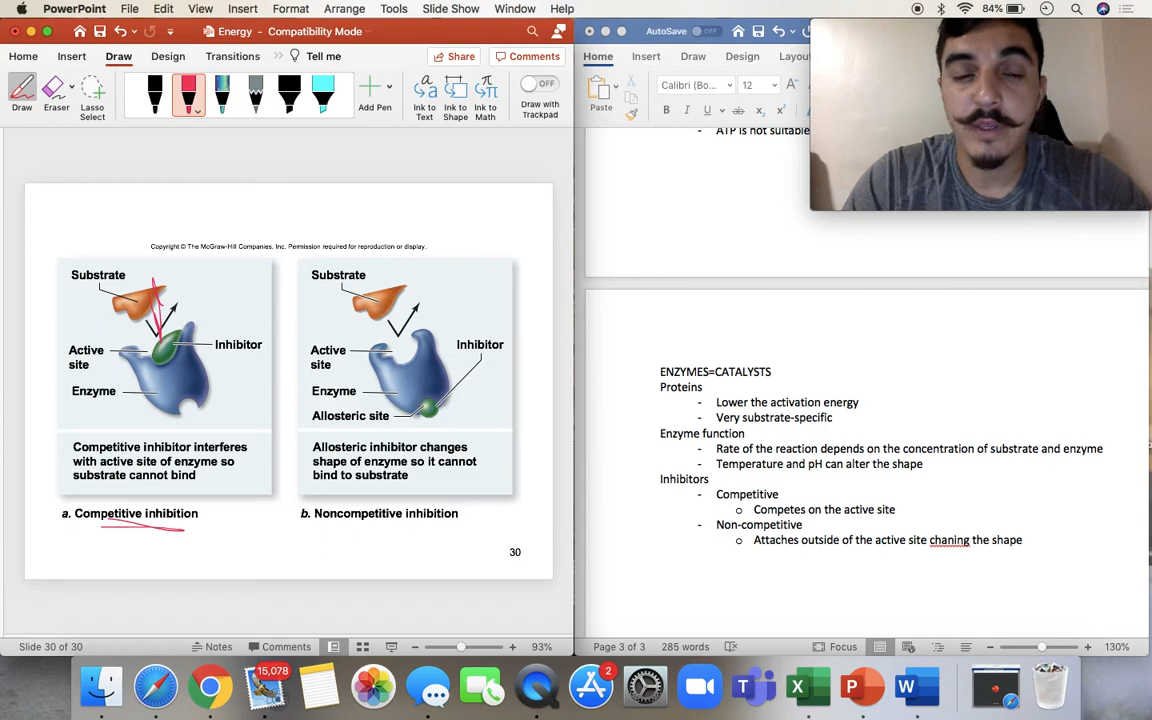 PowerPoint File Edit View Insert Format Arrange Tools Slide Show Window Help 84%
Energy - Compatibility Mode
AutoSave OFF
Home Insert Draw Design Transitions Tell me Share Comments
Home Insert Draw Design
Draw Eraser Lasso Select Add Pen Ink to Text Ink to Shape Ink to Math OFF Draw with Trackpad
Paste Calibri (Bo... 12
B I U ab x₂ x²
- ATP is not suitable
Copyright © The McGraw-Hill Companies, Inc. Permission required for reproduction or display.
Substrate
Active site
Enzyme
Inhibitor
Competitive inhibitor interferes
with active site of enzyme so
substrate cannot bind
a. Competitive inhibition
Substrate
Active site
Enzyme
Allosteric site
Inhibitor
Allosteric inhibitor changes
shape of enzyme so it cannot
bind to substrate
b. Noncompetitive inhibition
30
ENZYMES=CATALYSTS
Proteins
- Lower the activation energy
- Very substrate-specific
Enzyme function
- Rate of the reaction depends on the concentration of substrate and enzyme
- Temperature and pH can alter the shape
Inhibitors
- Competitive
o Competes on the active site
- Non-competitive
o Attaches outside of the active site chaning the shape
Slide 30 of 30 Notes Comments 93%
Page 3 of 3 285 words Focus 130%
15,078
2